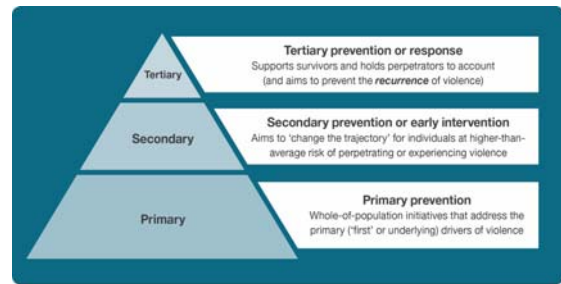 Tertiary
Tertiary prevention or response
Supports survivors and holds perpetrators to account
(and aims to prevent the recurrence of violence)
Secondary
Secondary prevention or early intervention
Aims to ‘change the trajectory’ for individuals at higher-than-
average risk of perpetrating or experiencing violence
Primary
Primary prevention
Whole-of-population initiatives that address the
primary (‘first’ or underlying) drivers of violence